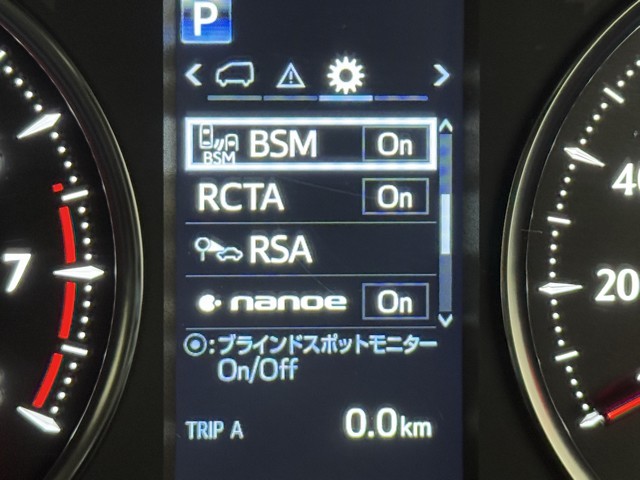 P
BSM BSM On
RCTA On
RSA
nanoe On
:ブラインドスポットモニター
On/Off
TRIP A 0.0km
7
40
20